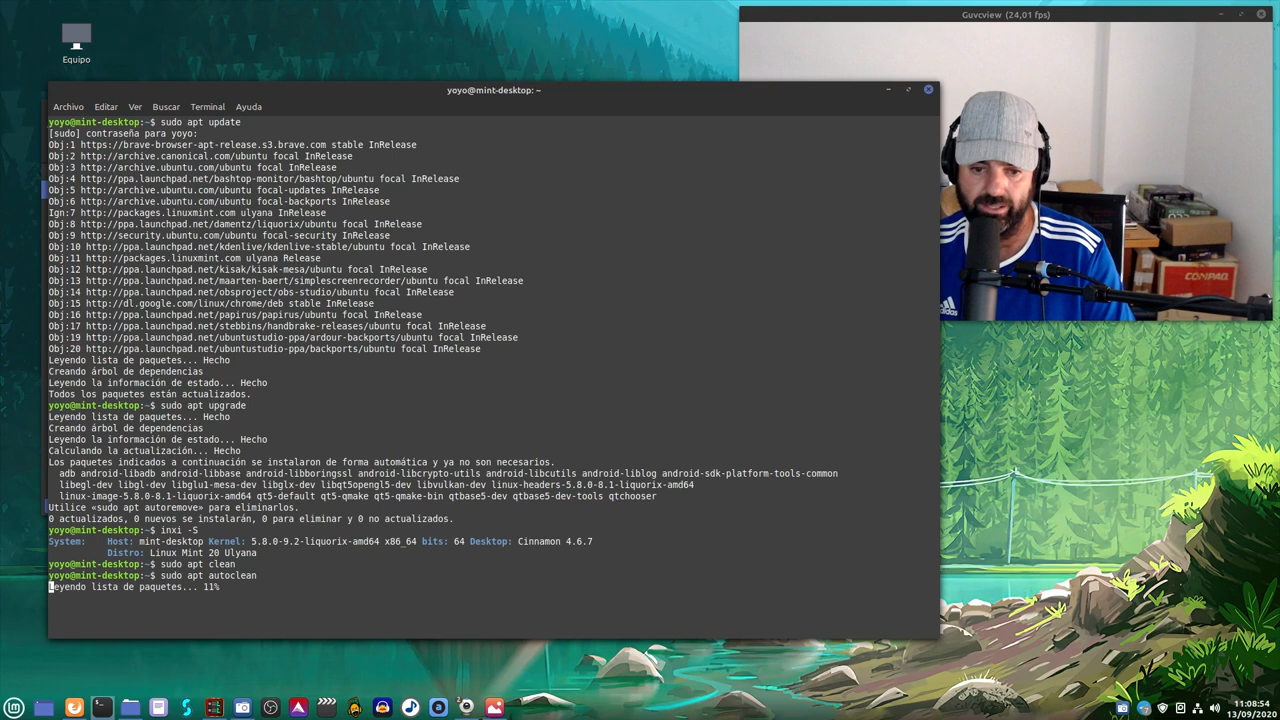 Guvcview (24,01 fps)
Equipo
yoyo@mint-desktop: ~
Archivo Editar Ver Buscar Terminal Ayuda
yoyo@mint-desktop:~$ sudo apt update
[sudo] contraseña para yoyo:
Obj:1 https://brave-browser-apt-release.s3.brave.com stable InRelease
Obj:2 http://archive.canonical.com/ubuntu focal InRelease
Obj:3 http://archive.ubuntu.com/ubuntu focal InRelease
Obj:4 http://ppa.launchpad.net/bashtop-monitor/bashtop/ubuntu focal InRelease
Obj:5 http://archive.ubuntu.com/ubuntu focal-updates InRelease
Obj:6 http://archive.ubuntu.com/ubuntu focal-backports InRelease
Ign:7 http://packages.linuxmint.com ulyana InRelease
Obj:8 http://ppa.launchpad.net/damentz/liquorix/ubuntu focal InRelease
Obj:9 http://security.ubuntu.com/ubuntu focal-security InRelease
Obj:10 http://ppa.launchpad.net/kdenlive/kdenlive-stable/ubuntu focal InRelease
Obj:11 http://packages.linuxmint.com ulyana Release
Obj:12 http://ppa.launchpad.net/kisak/kisak-mesa/ubuntu focal InRelease
Obj:13 http://ppa.launchpad.net/maarten-baert/simplescreenrecorder/ubuntu focal InRelease
Obj:14 http://ppa.launchpad.net/obsproject/obs-studio/ubuntu focal InRelease
Obj:15 http://dl.google.com/linux/chrome/deb stable InRelease
Obj:16 http://ppa.launchpad.net/papirus/papirus/ubuntu focal InRelease
Obj:17 http://ppa.launchpad.net/stebbins/handbrake-releases/ubuntu focal InRelease
Obj:19 http://ppa.launchpad.net/ubuntustudio-ppa/ardour-backports/ubuntu focal InRelease
Obj:20 http://ppa.launchpad.net/ubuntustudio-ppa/backports/ubuntu focal InRelease
Leyendo lista de paquetes... Hecho
Creando árbol de dependencias
Leyendo la información de estado... Hecho
Todos los paquetes están actualizados.
yoyo@mint-desktop:~$ sudo apt upgrade
Leyendo lista de paquetes... Hecho
Creando árbol de dependencias
Leyendo la información de estado... Hecho
Calculando la actualización... Hecho
Los paquetes indicados a continuación se instalaron de forma automática y ya no son necesarios.
adb android-libadb android-libbase android-libboringssl android-libcrypto-utils android-libcutils android-liblog android-sdk-platform-tools-common
libegl-dev libgl-dev libglu1-mesa-dev libglx-dev libqt5opengl5-dev libvulkan-dev linux-headers-5.8.0-8.1-liquorix-amd64
linux-image-5.8.0-8.1-liquorix-amd64 qt5-default qt5-qmake qt5-qmake-bin qtbase5-dev qtbase5-dev-tools qtchooser
Utilice «sudo apt autoremove» para eliminarlos.
0 actualizados, 0 nuevos se instalarán, 0 para eliminar y 0 no actualizados.
yoyo@mint-desktop:~$ inxi -S
System: Host: mint-desktop Kernel: 5.8.0-9.2-liquorix-amd64 x86_64 bits: 64 Desktop: Cinnamon 4.6.7
Distro: Linux Mint 20 Ulyana
yoyo@mint-desktop:~$ sudo apt clean
yoyo@mint-desktop:~$ sudo apt autoclean
Leyendo lista de paquetes... 11%
COMPAQ
adidas
11:08:54
13/09/2020